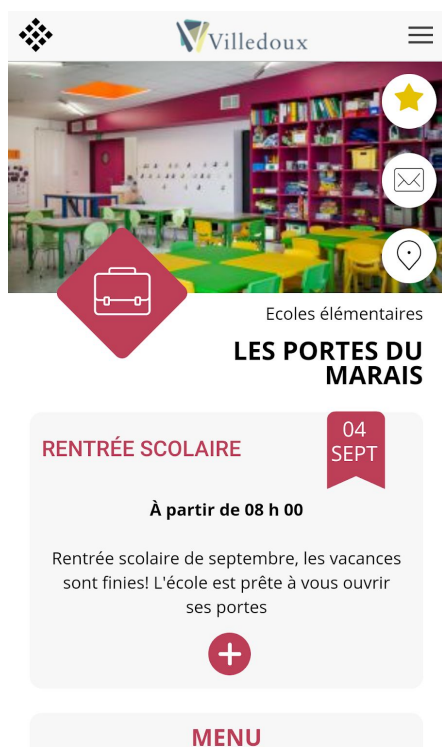 Villedoux
Ecoles élémentaires
LES PORTES DU
MARAIS
04
SEPT
RENTRÉE SCOLAIRE
À partir de 08 h 00
Rentrée scolaire de septembre, les vacances
sont finies! L'école est prête à vous ouvrir
ses portes
MENU